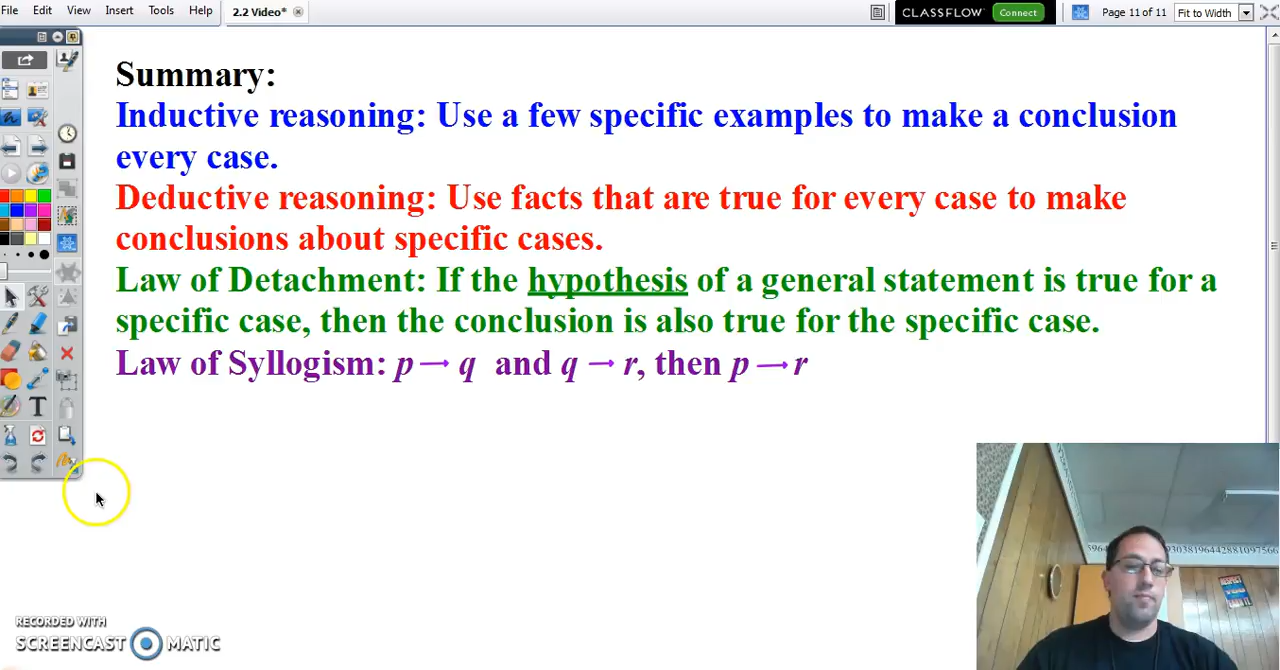 File Edit View Insert Tools Help
2.2 Video*
CLASSFLOW Connect
Page 11 of 11
Fit to Width
Summary:
Inductive reasoning: Use a few specific examples to make a conclusion
every case.
Deductive reasoning: Use facts that are true for every case to make
conclusions about specific cases.
Law of Detachment: If the hypothesis of a general statement is true for a
specific case, then the conclusion is also true for the specific case.
Law of Syllogism: p → q and q → r, then p → r
RECORDED WITH
SCREENCAST MATIC